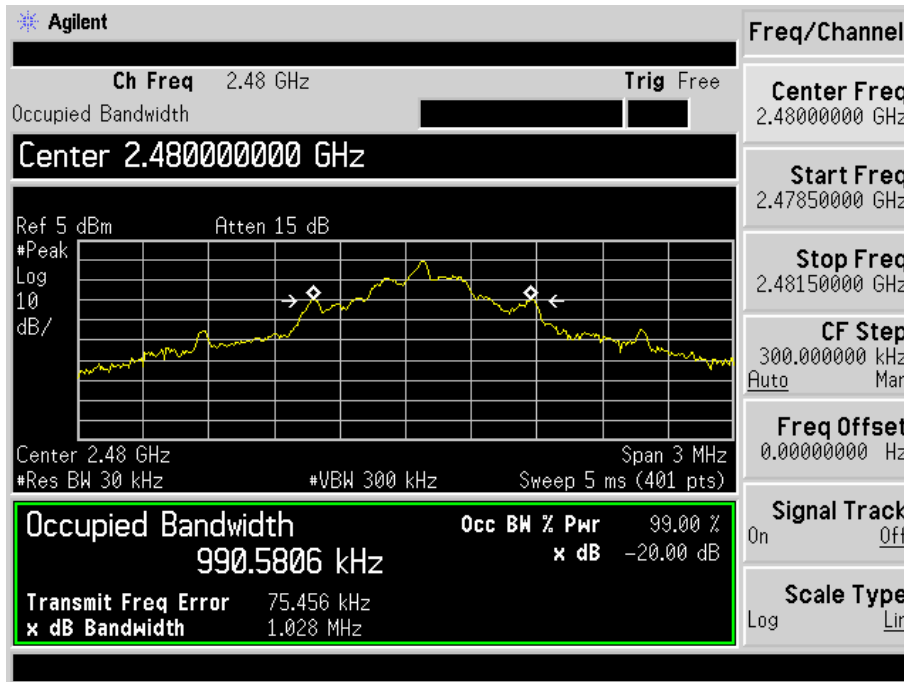 Agilent
Freq/Channel
Ch Freq 2.48 GHz Trig Free
Occupied Bandwidth
Center 2.480000000 GHz
Ref 5 dBm Atten 15 dB
#Peak
Log
10
dB/
Center 2.48 GHz Span 3 MHz
#Res BW 30 kHz #VBW 300 kHz Sweep 5 ms (401 pts)
Occupied Bandwidth
990.5806 kHz
Occ BW % Pwr 99.00 %
x dB -20.00 dB
Transmit Freq Error 75.456 kHz
x dB Bandwidth 1.028 MHz
Center Freq
2.48000000 GHz
Start Freq
2.47850000 GHz
Stop Freq
2.48150000 GHz
CF Step
300.000000 kHz
Auto Man
Freq Offset
0.00000000 Hz
Signal Track
On Off
Scale Type
Log Lin